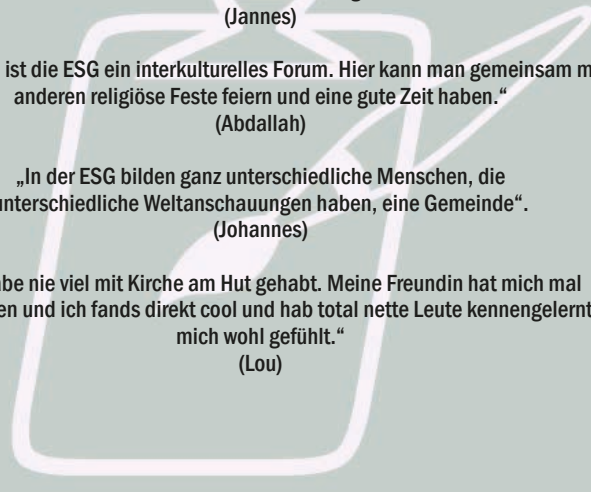 (Jannes)
ist die ESG ein interkulturelles Forum. Hier kann man gemeinsam m
anderen religiöse Feste feiern und eine gute Zeit haben.“
(Abdallah)
„In der ESG bilden ganz unterschiedliche Menschen, die
unterschiedliche Weltanschauungen haben, eine Gemeinde“.
(Johannes)
abe nie viel mit Kirche am Hut gehabt. Meine Freundin hat mich mal
en und ich fands direkt cool und hab total nette Leute kennengelernt
mich wohl gefühlt.“
(Lou)